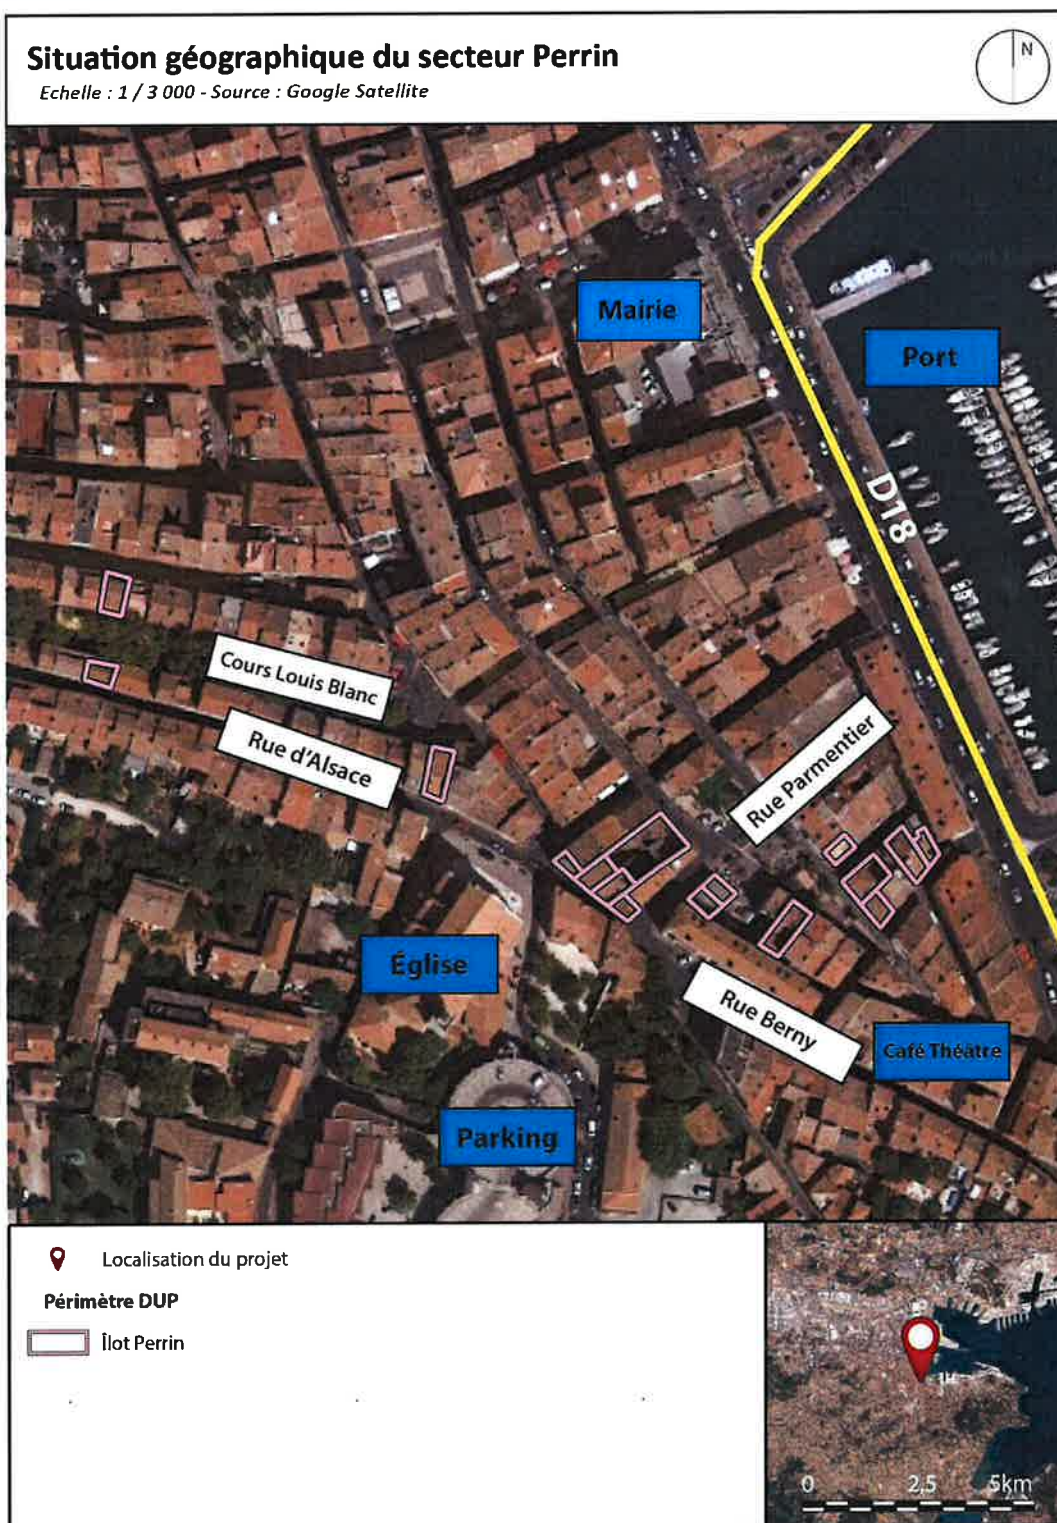 Situation géographique du secteur Perrin
Echelle : 1 / 3 000 - Source : Google Satellite
N
Mairie
Port
D18
Cours Louis Blanc
Rue d'Alsace
Rue Parmentier
Église
Rue Berny
Café Théâtre
Parking
Localisation du projet
Périmètre DUP
Îlot Perrin
0 2,5 5km